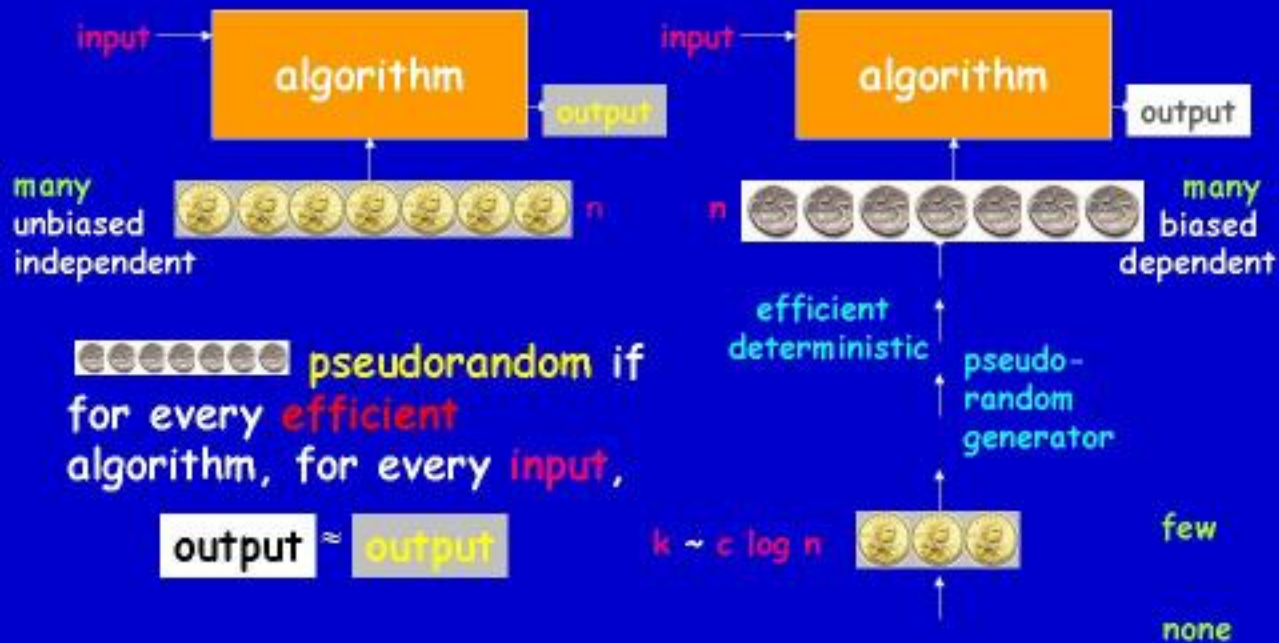 input
algorithm
output
many
unbiased
independent
n
input
algorithm
output
n
many
biased
dependent
efficient
deterministic
pseudo-
random
generator
pseudorandom if
for every efficient
algorithm, for every input,
output ≈ output
k ~ c log n
few
none